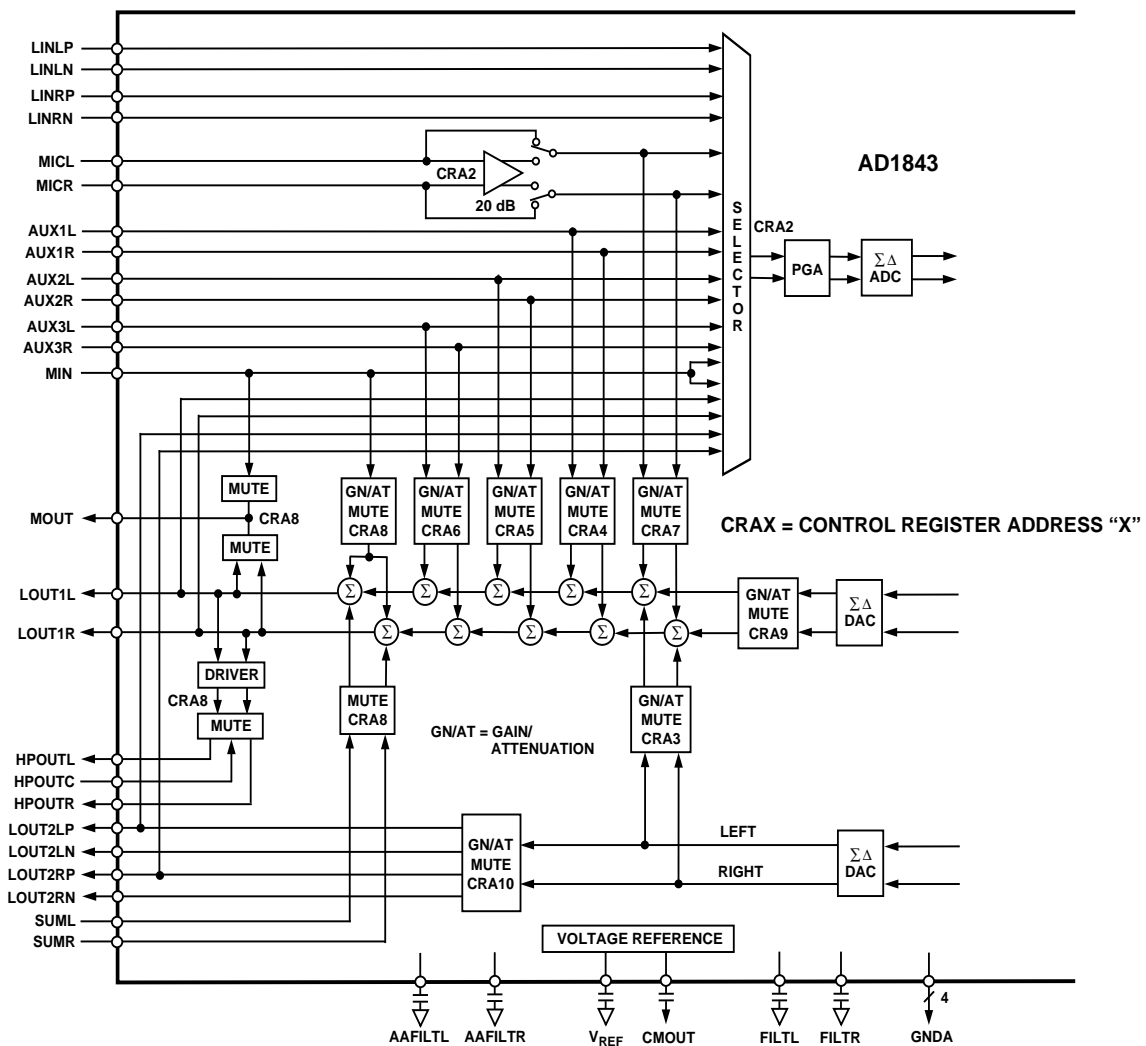 LINLP
LINLN
LINRP
LINRN
MICL
MICR
CRA2
20 dB
AD1843
AUX1L
AUX1R
AUX2L
AUX2R
AUX3L
AUX3R
MIN
SELECTOR
CRA2
PGA
ΣΔ
ADC
MUTE
MOUT
CRA8
MUTE
GN/AT
MUTE
CRA8
GN/AT
MUTE
CRA6
GN/AT
MUTE
CRA5
GN/AT
MUTE
CRA4
GN/AT
MUTE
CRA7
CRAX = CONTROL REGISTER ADDRESS “X”
LOUT1L
LOUT1R
Σ
Σ
Σ
Σ
Σ
Σ
Σ
Σ
Σ
Σ
GN/AT
MUTE
CRA9
ΣΔ
DAC
DRIVER
CRA8
MUTE
MUTE
CRA8
GN/AT = GAIN/
ATTENUATION
GN/AT
MUTE
CRA3
HPOUTL
HPOUTC
HPOUTR
LOUT2LP
LOUT2LN
LOUT2RP
LOUT2RN
SUML
SUMR
GN/AT
MUTE
CRA10
LEFT
RIGHT
ΣΔ
DAC
VOLTAGE REFERENCE
4
AAFILTL
AAFILTR
VREF
CMOUT
FILTL
FILTR
GNDA